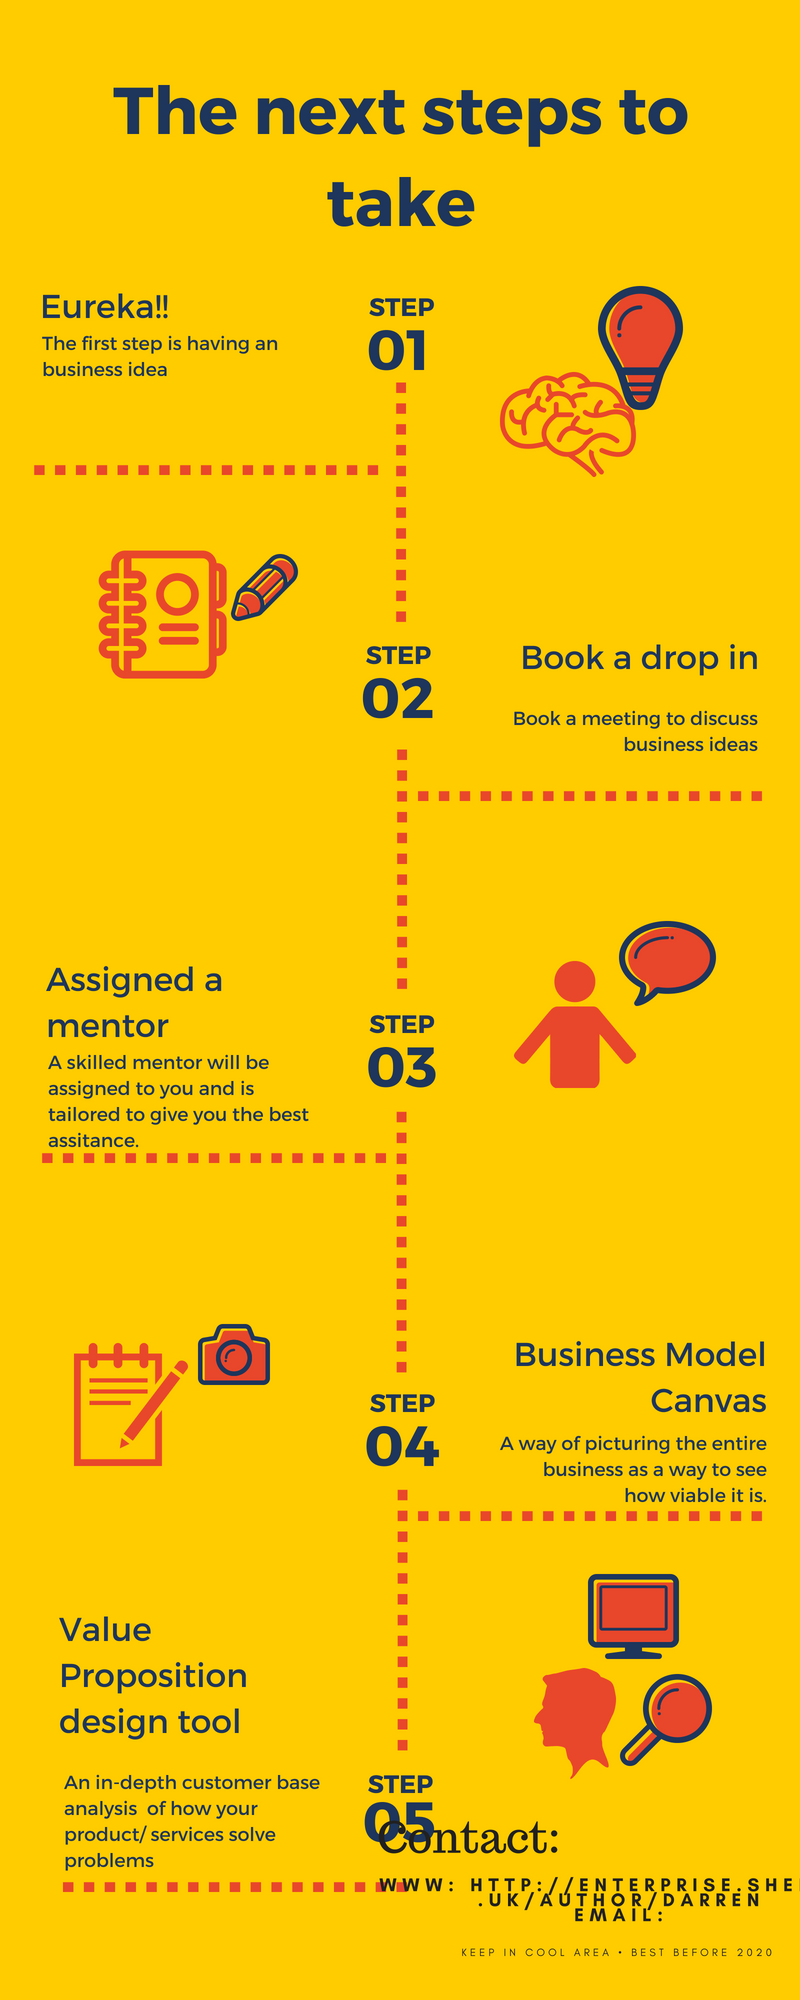 The next steps to
take
Eureka!!
The first step is having an
business idea
STEP
01
STEP
02
Book a drop in
Book a meeting to discuss
business ideas
Assigned a
mentor
A skilled mentor will be
assigned to you and is
tailored to give you the best
assitance.
STEP
03
STEP
04
Business Model
Canvas
A way of picturing the entire
business as a way to see
how viable it is.
Value
Proposition
design tool
An in-depth customer base
analysis of how your
product/ services solve
problems
STEP
05
Contact:
WWW: HTTP://ENTERPRISE.SHE
.UK/AUTHOR/DARREN
EMAIL:
KEEP IN COOL AREA • BEST BEFORE 2020